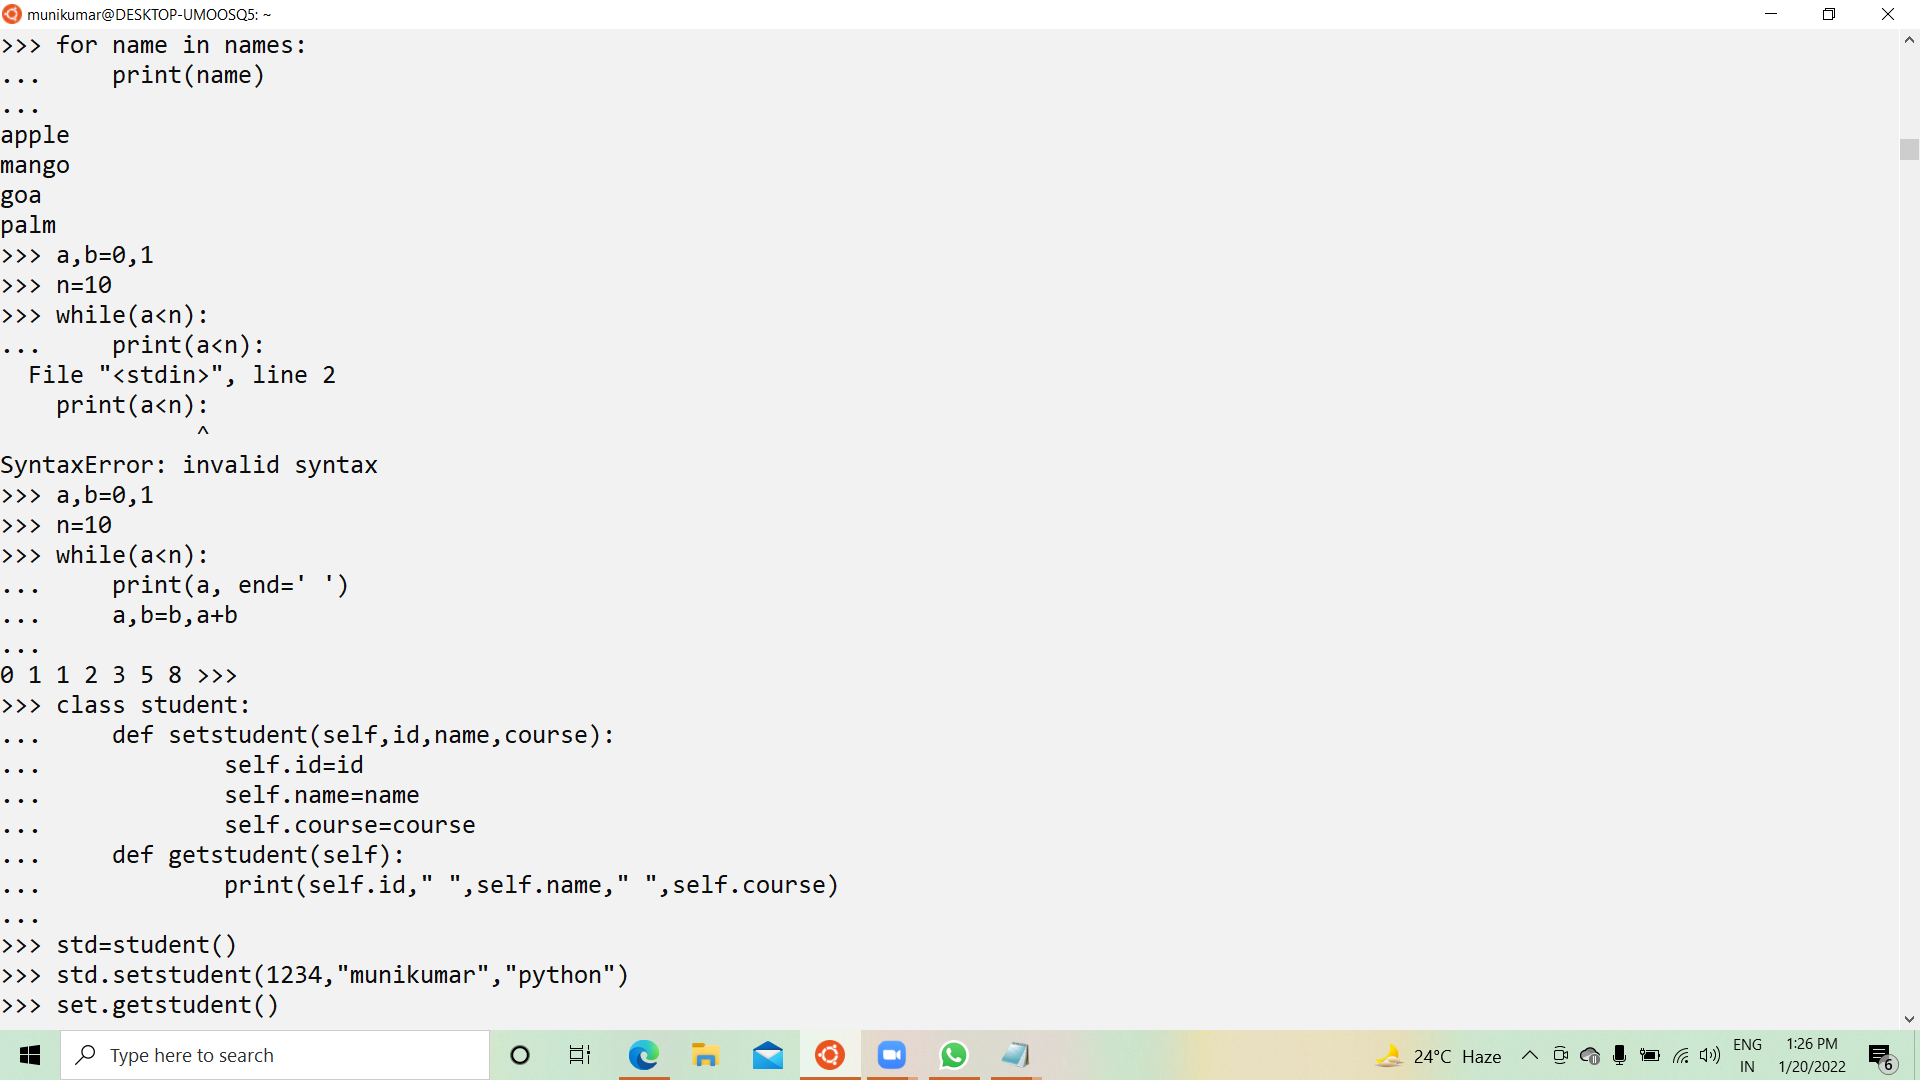 munikumar@DESKTOP-UMOOSQ5: ~
>>> for name in names:
...     print(name)
...
apple
mango
goa
palm
>>> a,b=0,1
>>> n=10
>>> while(a<n):
...     print(a<n):
  File "<stdin>", line 2
    print(a<n):
              ^
SyntaxError: invalid syntax
>>> a,b=0,1
>>> n=10
>>> while(a<n):
...     print(a, end=' ')
...     a,b=b,a+b
...
0 1 1 2 3 5 8 >>>
>>> class student:
...     def setstudent(self,id,name,course):
...             self.id=id
...             self.name=name
...             self.course=course
...     def getstudent(self):
...             print(self.id," ",self.name," ",self.course)
...
>>> std=student()
>>> std.setstudent(1234,"munikumar","python")
>>> set.getstudent()
Type here to search
24°C Haze
ENG
IN
1:26 PM
1/20/2022
6